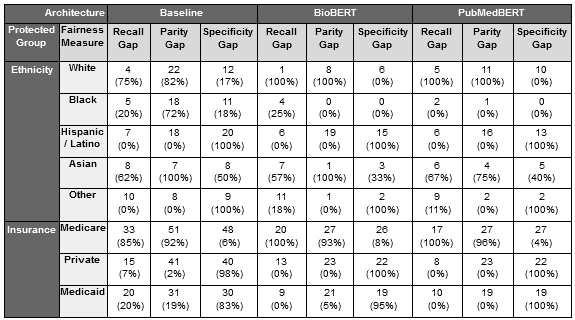 Architecture Baseline BioBERT PubMedBERT
Protected Group Fairness Measure Recall Gap Parity Gap Specificity Gap Recall Gap Parity Gap Specificity Gap Recall Gap Parity Gap Specificity Gap
Ethnicity White 4 (75%) 22 (82%) 12 (17%) 1 (100%) 8 (100%) 6 (0%) 5 (100%) 11 (100%) 10 (0%)
Black 5 (20%) 18 (72%) 11 (18%) 4 (25%) 0 (0%) 0 (0%) 2 (0%) 1 (0%) 0 (0%)
Hispanic / Latino 7 (0%) 18 (0%) 20 (100%) 6 (0%) 19 (0%) 15 (100%) 6 (0%) 16 (0%) 13 (100%)
Asian 8 (62%) 7 (100%) 8 (50%) 7 (57%) 1 (100%) 3 (33%) 6 (67%) 4 (75%) 5 (40%)
Other 10 (0%) 8 (0%) 9 (100%) 11 (18%) 1 (0%) 2 (100%) 9 (11%) 2 (0%) 2 (100%)
Insurance Medicare 33 (85%) 51 (92%) 48 (6%) 20 (100%) 27 (93%) 26 (8%) 17 (100%) 27 (96%) 27 (4%)
Private 15 (7%) 41 (2%) 40 (98%) 13 (0%) 23 (0%) 22 (100%) 8 (0%) 23 (0%) 22 (100%)
Medicaid 20 (20%) 31 (19%) 30 (83%) 9 (0%) 21 (5%) 19 (95%) 10 (0%) 19 (0%) 19 (100%)